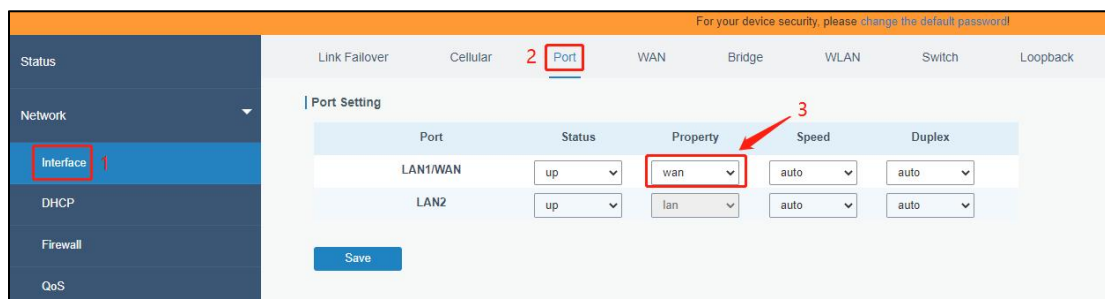 For your device security, please change the default password!
Status
Link Failover Cellular 2 Port WAN Bridge WLAN Switch Loopback
Network
Port Setting
3
Port Status Property Speed Duplex
Interface 1
LAN1/WAN up wan auto auto
DHCP
LAN2 up lan auto auto
Firewall
Save
QoS